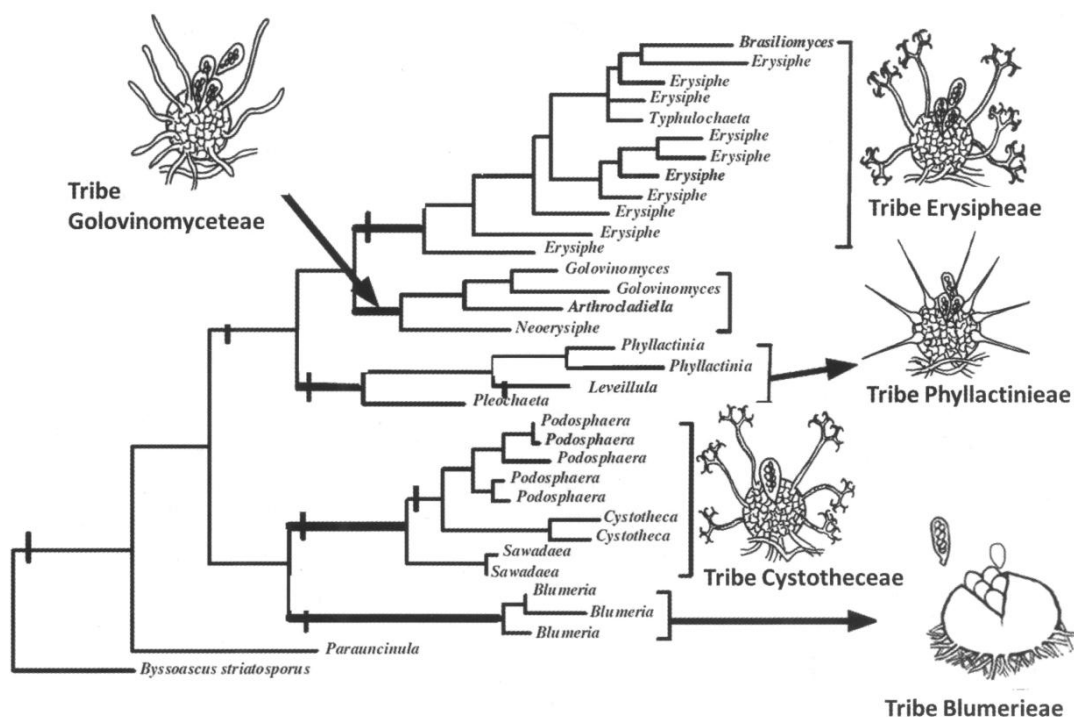 Tribe
Golovinomyceteae
Brasiliomyces
Erysiphe
Erysiphe
Erysiphe
Typhulochaeta
Erysiphe
Erysiphe
Erysiphe
Erysiphe
Erysiphe
Erysiphe
Erysiphe
Tribe Erysipheae
Golovinomyces
Golovinomyces
Arthrocladiella
Neoerysiphe
Phyllactinia
Phyllactinia
Leveillula
Pleochaeta
Tribe Phyllactinieae
Podosphaera
Podosphaera
Podosphaera
Podosphaera
Podosphaera
Cystotheca
Cystotheca
Sawadaea
Sawadaea
Tribe Cystotheceae
Blumeria
Blumeria
Blumeria
Parauncinula
Byssoascus striatosporus
Tribe Blumerieae